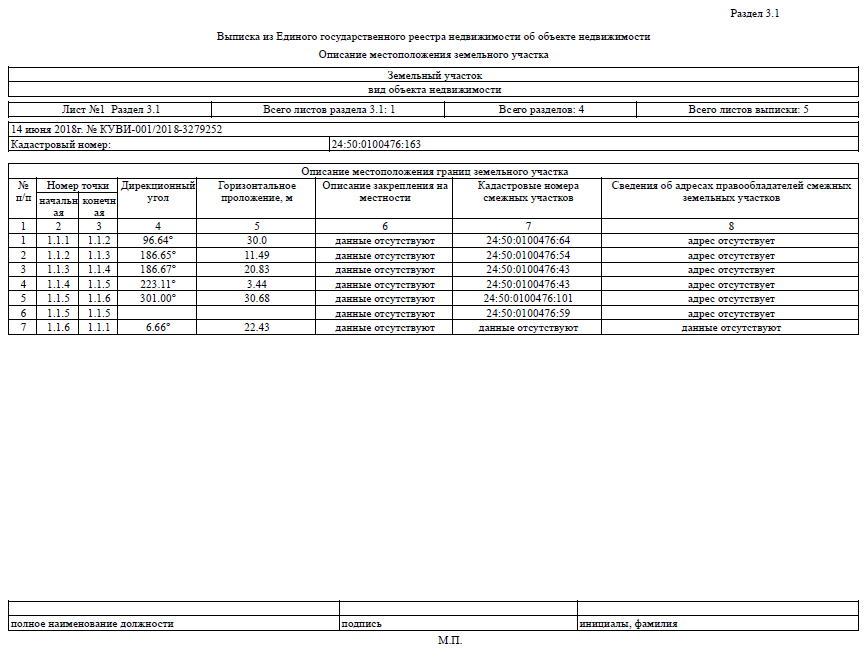 Раздел 3.1
Выписка из Единого государственного реестра недвижимости об объекте недвижимости
Описание местоположения земельного участка
Земельный участок
вид объекта недвижимости
Лист №1 Раздел 3.1 Всего листов раздела 3.1: 1 Всего разделов: 4 Всего листов выписки: 5
14 июня 2018г. № КУВИ-001/2018-3279252
Кадастровый номер: 24:50:0100476:163
Описание местоположения границ земельного участка
№ п/п Номер точки Дирекционный угол Горизонтальное проложение, м Описание закрепления на местности Кадастровые номера смежных участков Сведения об адресах правообладателей смежных земельных участков
начальная конечная
1 2 3 4 5 6 7 8
1 1.1.1 1.1.2 96.64° 30.0 данные отсутствуют 24:50:0100476:64 адрес отсутствует
2 1.1.2 1.1.3 186.65° 11.49 данные отсутствуют 24:50:0100476:54 адрес отсутствует
3 1.1.3 1.1.4 186.67° 20.83 данные отсутствуют 24:50:0100476:43 адрес отсутствует
4 1.1.4 1.1.5 223.11° 3.44 данные отсутствуют 24:50:0100476:43 адрес отсутствует
5 1.1.5 1.1.6 301.00° 30.68 данные отсутствуют 24:50:0100476:101 адрес отсутствует
6 1.1.5 1.1.5 данные отсутствуют 24:50:0100476:59 адрес отсутствует
7 1.1.6 1.1.1 6.66° 22.43 данные отсутствуют данные отсутствуют данные отсутствуют
полное наименование должности подпись инициалы, фамилия
М.П.